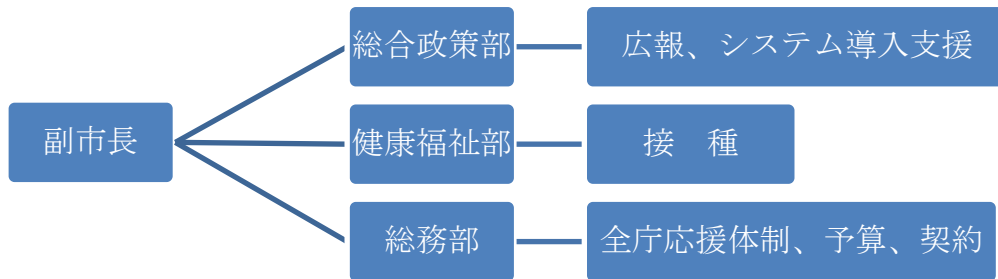 総合政策部
広報、システム導入支援
副市長
健康福祉部
接　種
総務部
全庁応援体制、予算、契約